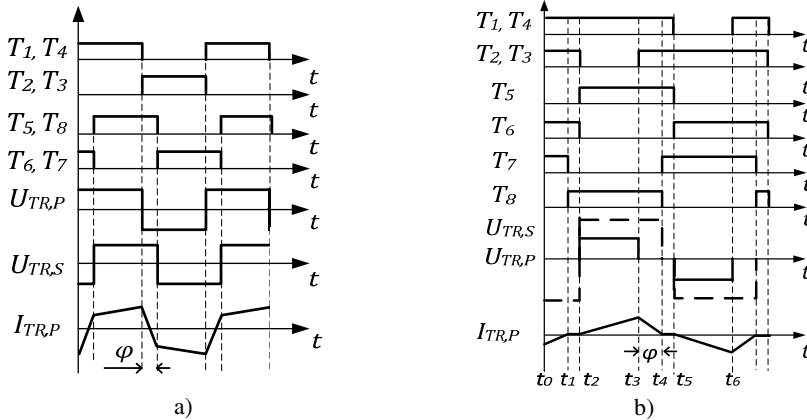 T1, T4
t
T2, T3
t
T5, T8
t
T6, T7
t
UTR,P
t
UTR,S
t
ITR,P
t
φ
a)
T1, T4
t
T2, T3
t
T5
t
T6
t
T7
t
T8
t
UTR,S
UTR,P
t
ITR,P
φ
t
t0 t1 t2 t3 t4 t5 t6
b)